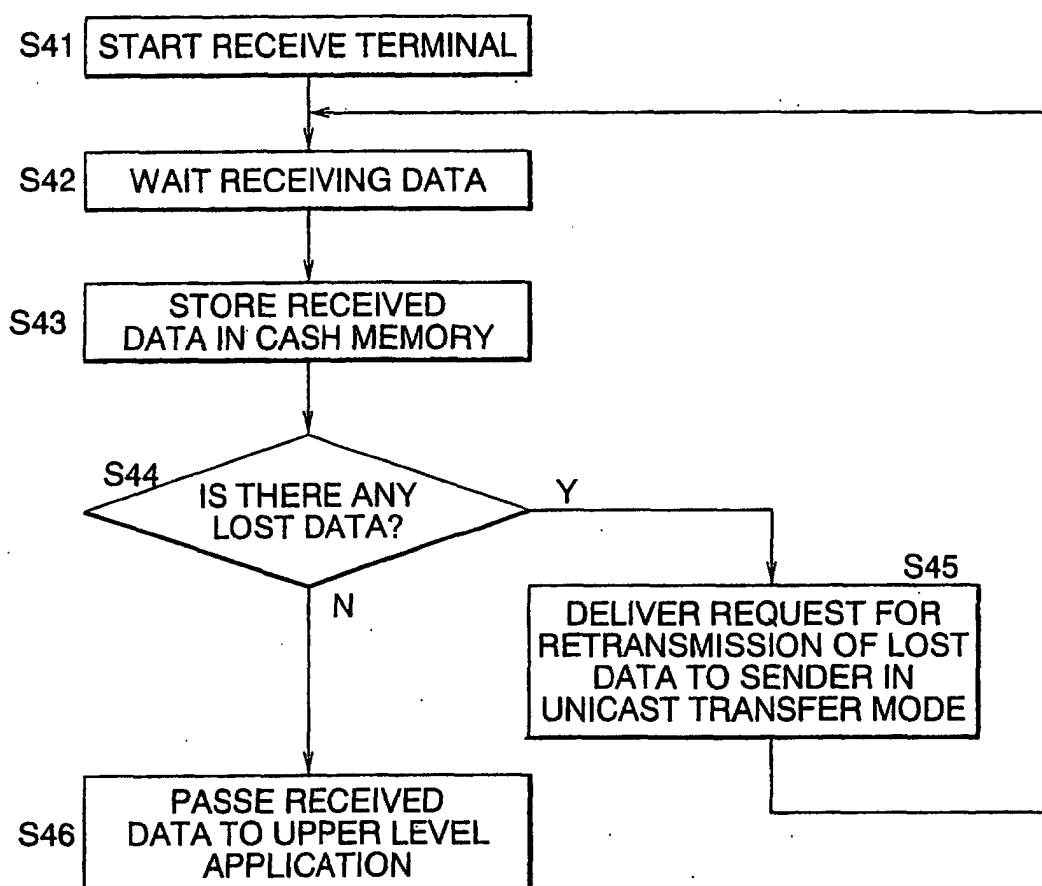 S41 START RECEIVE TERMINAL
S42 WAIT RECEIVING DATA
S43 STORE RECEIVED
DATA IN CASH MEMORY
S44
IS THERE ANY
LOST DATA?
Y
N
S45
DELIVER REQUEST FOR
RETRANSMISSION OF LOST
DATA TO SENDER IN
UNICAST TRANSFER MODE
S46 PASSE RECEIVED
DATA TO UPPER LEVEL
APPLICATION